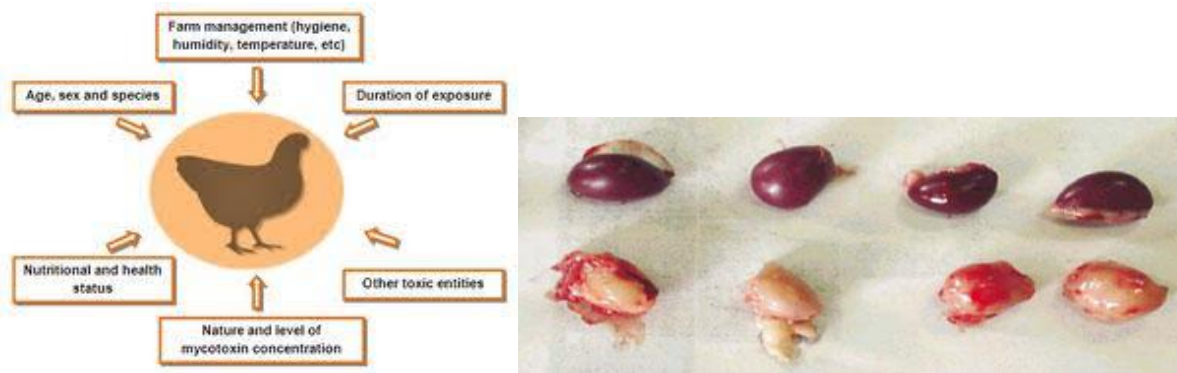 Farm management (hygiene,
humidity, temperature, etc)
Age, sex and species
Duration of exposure
Nutritional and health
status
Other toxic entities
Nature and level of
mycotoxin concentration